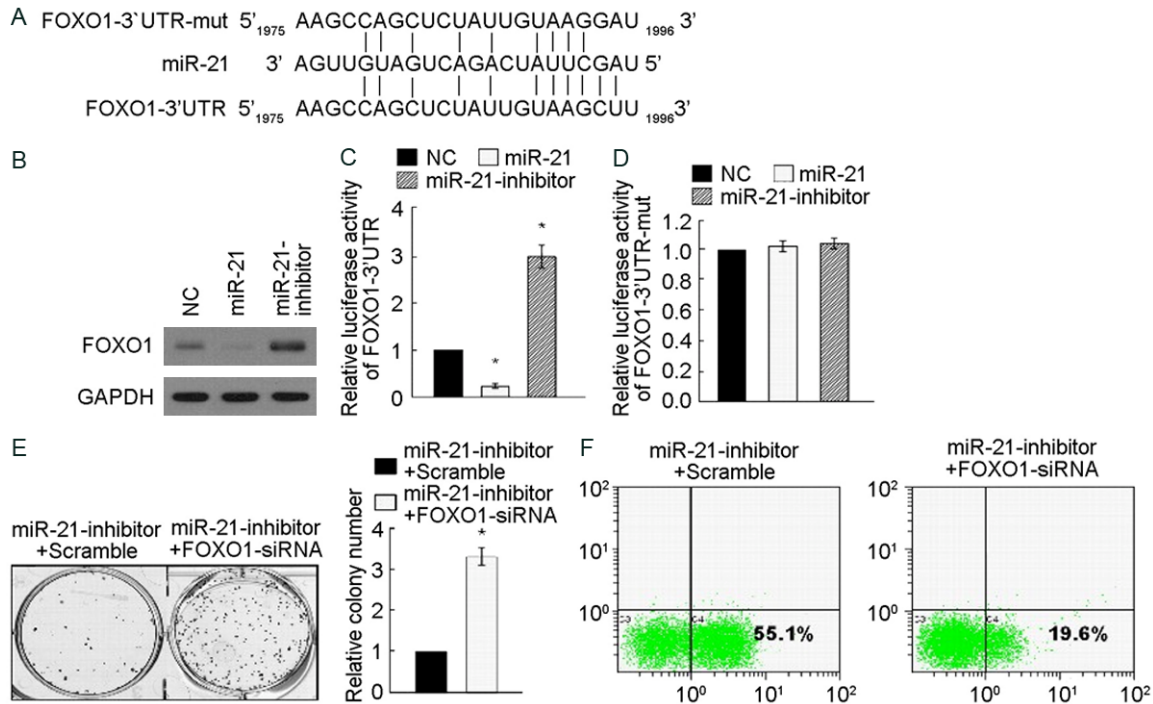 A
FOXO1-3`UTR-mut 5’ 1975 AAGCCAGCUCUAUUGUAAGGAU 1996 3’
miR-21 3’ AGUUGUAGUCAGACUAUUCGAU 5’
FOXO1-3’UTR 5’ 1975 AAGCCAGCUCUAUUGUAAGCUU 1996 3’
B
NC
miR-21
miR-21-
inhibitor
FOXO1
GAPDH
C
NC miR-21
miR-21-inhibitor
Relative luciferase activity
of FOXO1-3’UTR
4
3
2
1
0
*
*
D
NC miR-21
miR-21-inhibitor
Relative luciferase activity
of FOXO1-3’UTR-mut
1.2
1.0
0.8
0.6
0.4
0.2
0.0
E
miR-21-inhibitor
+Scramble
miR-21-inhibitor
+FOXO1-siRNA
miR-21-inhibitor
+Scramble
miR-21-inhibitor
+FOXO1-siRNA
Relative colony number
4
3
2
1
0
*
F
miR-21-inhibitor
+Scramble
10²
10¹
10⁰
55.1%
10⁰ 10¹ 10²
miR-21-inhibitor
+FOXO1-siRNA
10²
10¹
10⁰
C4
19.6%
10⁰ 10¹ 10²